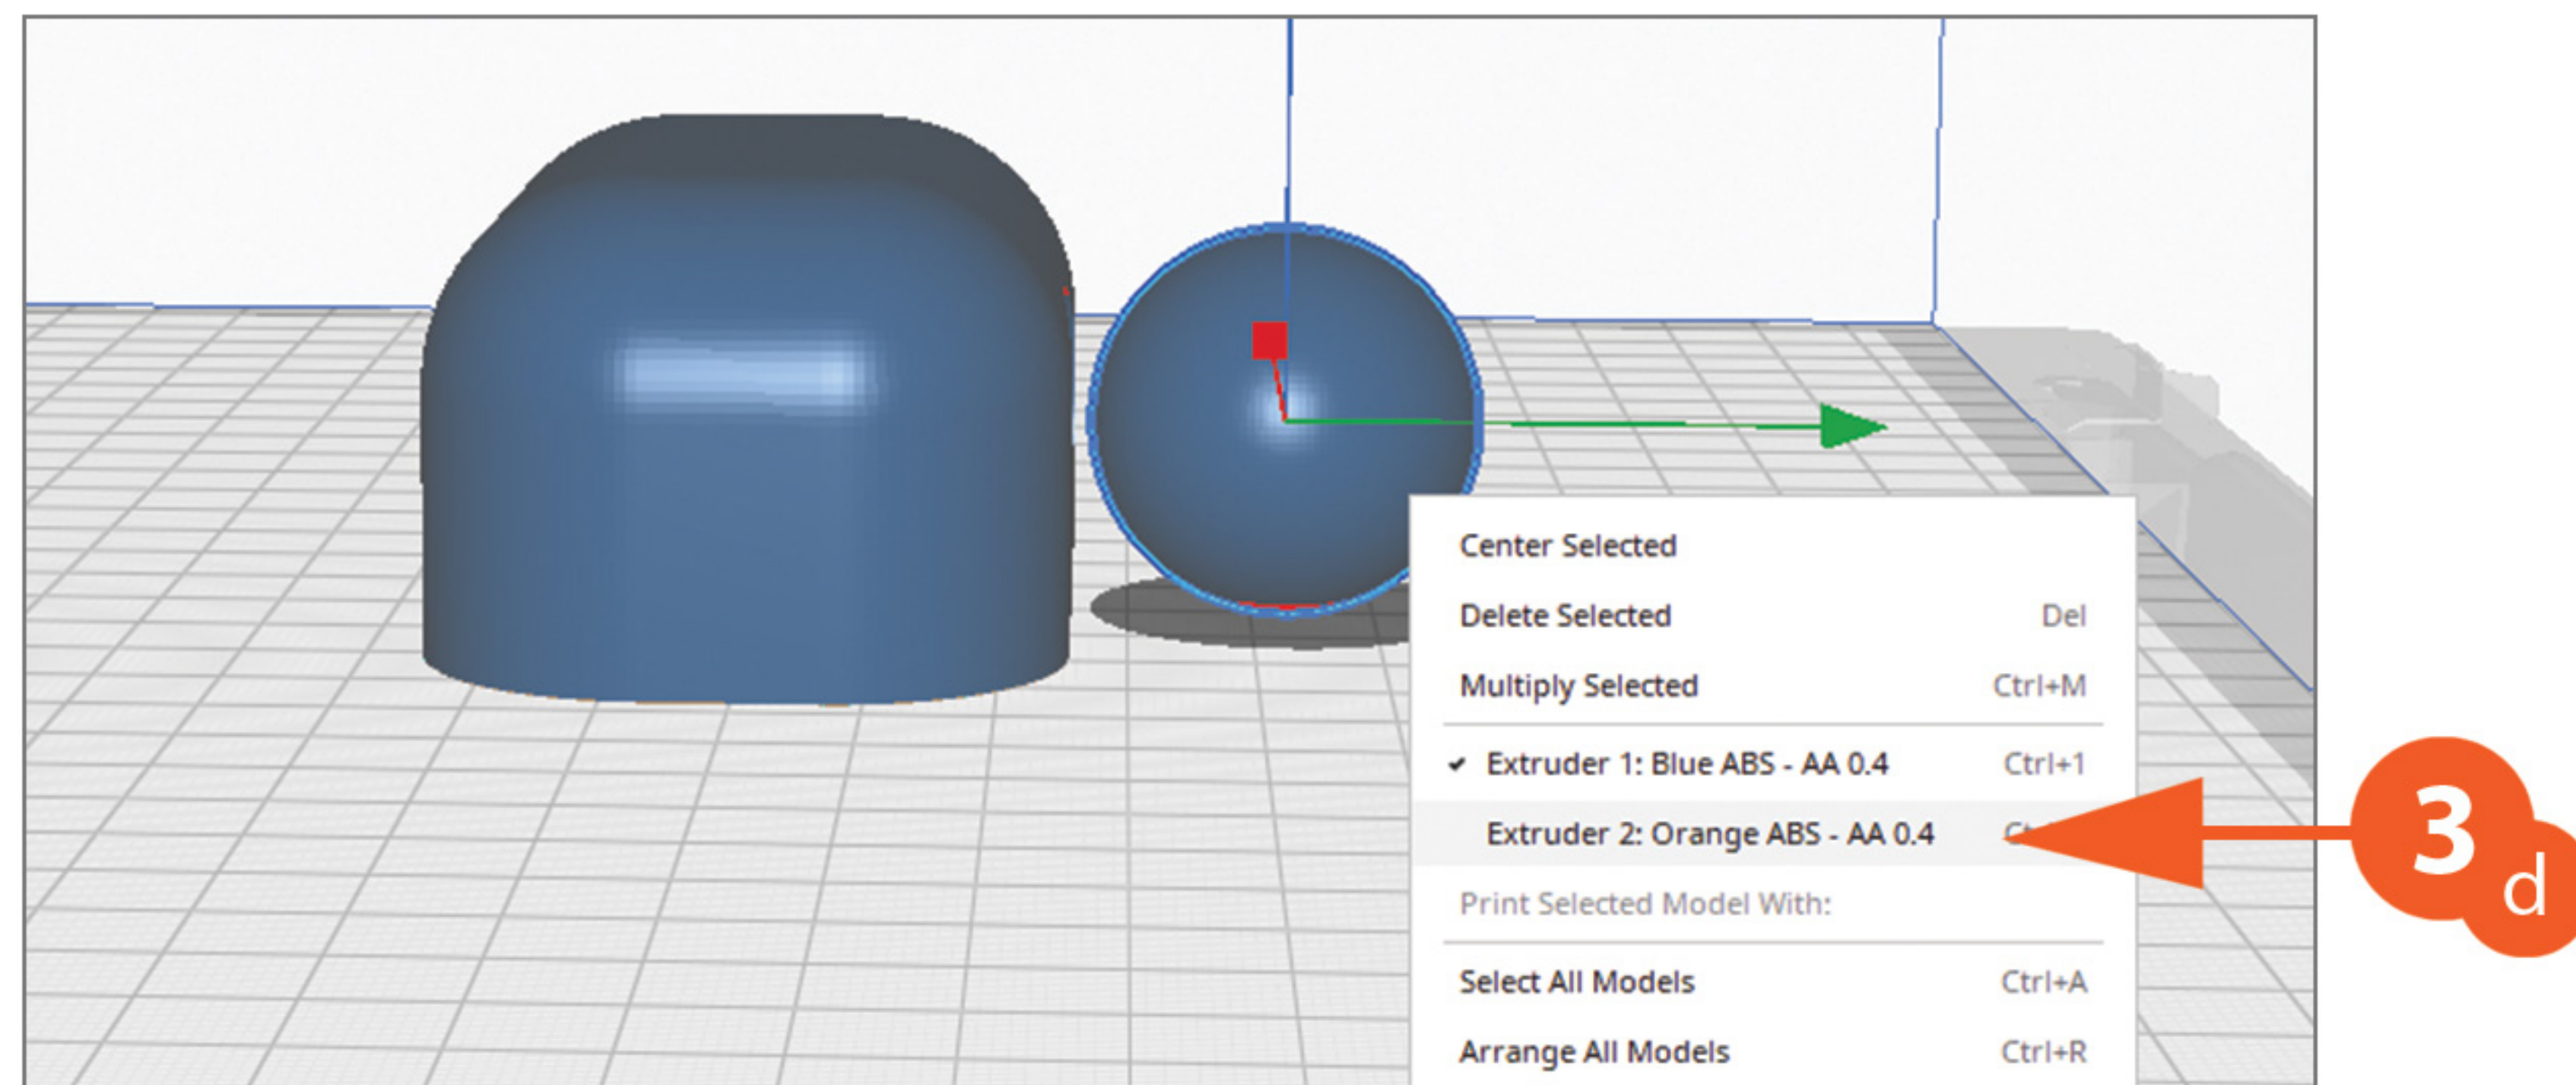 Center Selected
Delete Selected Del
Multiply Selected Ctrl+M
✓ Extruder 1: Blue ABS - AA 0.4 Ctrl+1
Extruder 2: Orange ABS - AA 0.4
Print Selected Model With:
Select All Models Ctrl+A
Arrange All Models Ctrl+R
3
d